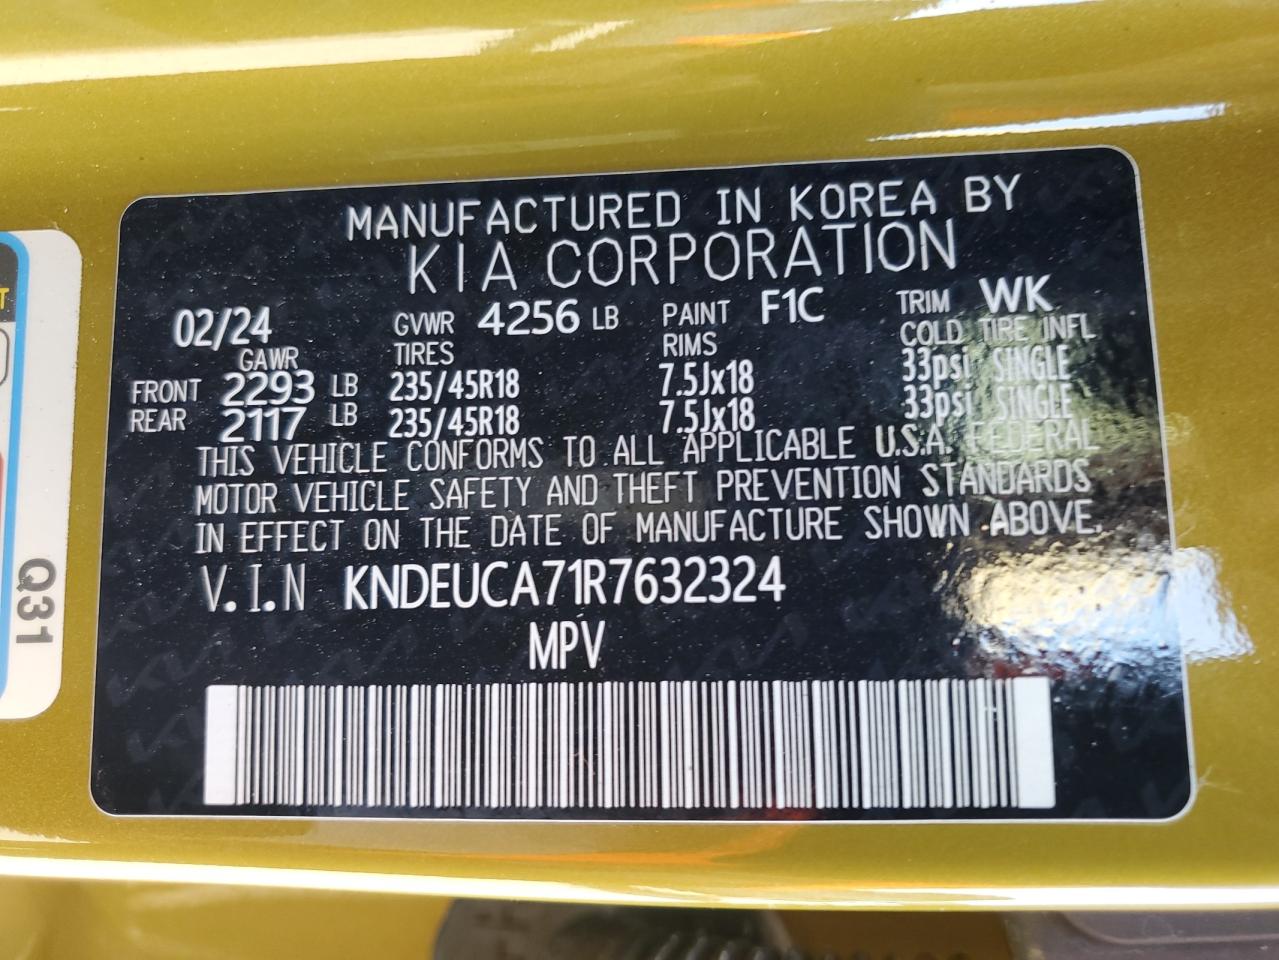 MANUFACTURED IN KOREA BY
KIA CORPORATION
02/24 GVWR 4256 LB PAINT F1C TRIM WK
GAWR TIRES RIMS COLD TIRE INFL
FRONT 2293 LB 235/45R18 7.5Jx18 33psi SINGLE
REAR 2117 LB 235/45R18 7.5Jx18 33psi SINGLE
THIS VEHICLE CONFORMS TO ALL APPLICABLE U.S.A. FEDERAL
MOTOR VEHICLE SAFETY AND THEFT PREVENTION STANDARDS
IN EFFECT ON THE DATE OF MANUFACTURE SHOWN ABOVE.
V.I.N KNDEUCA71R7632324
MPV
Q31